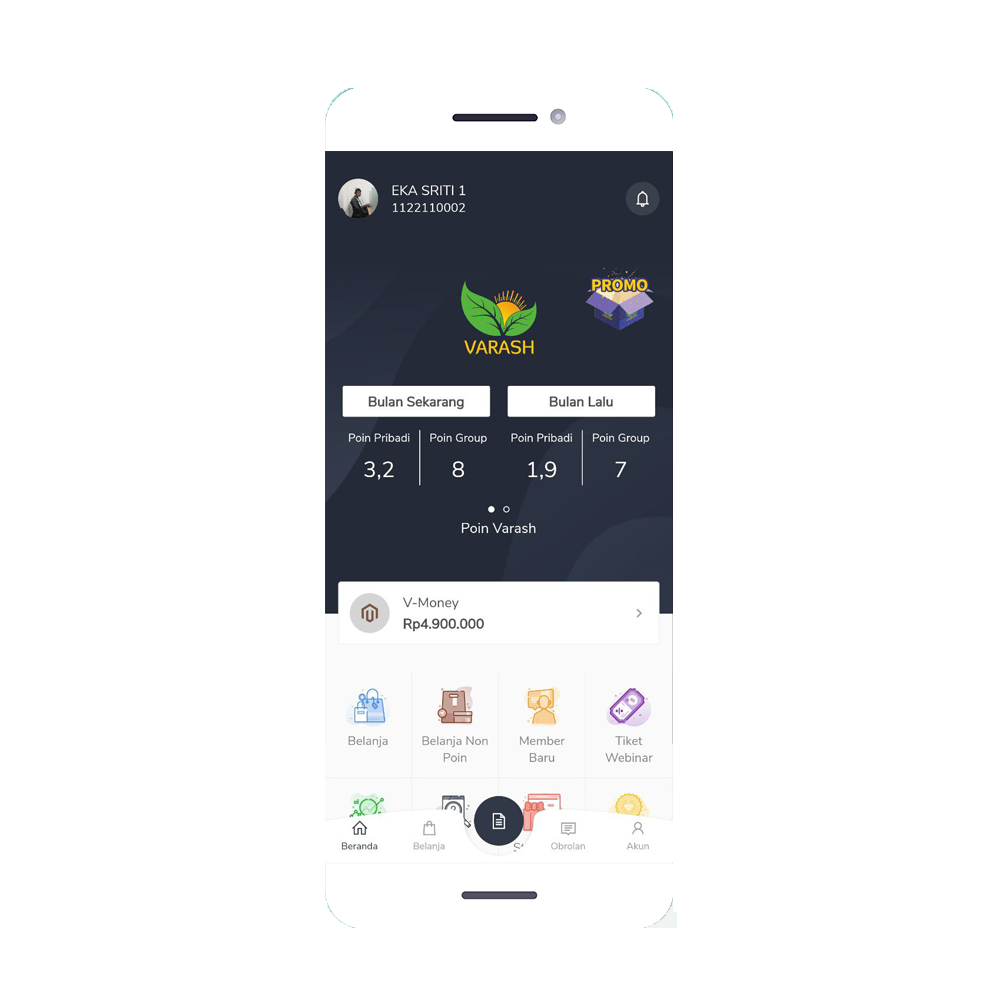 EKA SRITI 1
1122110002
PROMO
VARASH
Bulan Sekarang
Bulan Lalu
Poin Pribadi
Poin Group
Poin Pribadi
Poin Group
3,2
8
1,9
7
Poin Varash
V-Money
Rp4.900.000
Belanja
Belanja Non
Poin
Member
Baru
Tiket
Webinar
Beranda
Belanja
Obrolan
Akun